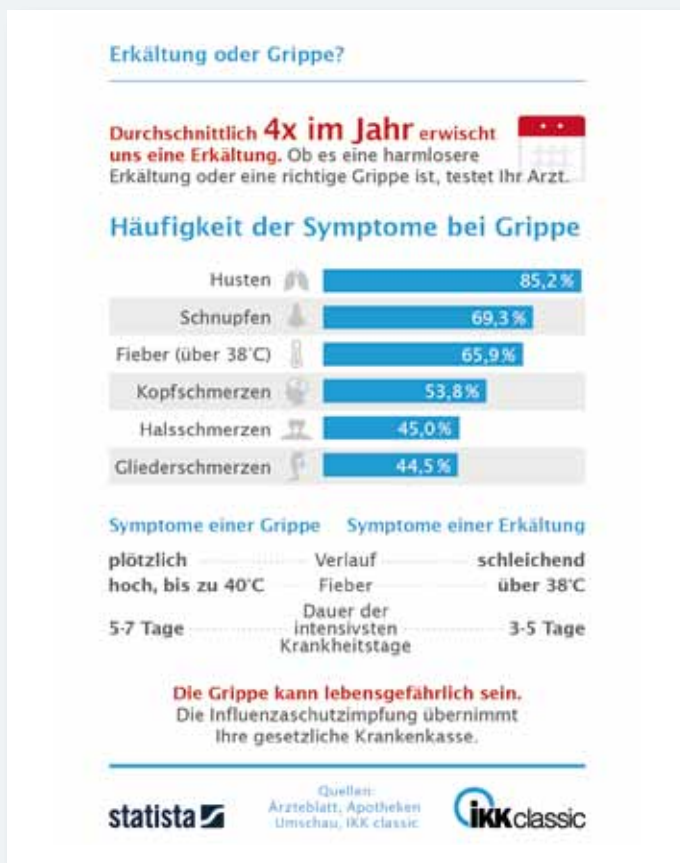 Erkältung oder Grippe?
Durchschnittlich 4x im Jahr erwischt
uns eine Erkältung. Ob es eine harmlosere
Erkältung oder eine richtige Grippe ist, testet Ihr Arzt.
Häufigkeit der Symptome bei Grippe
Husten 85,2%
Schnupfen 69,3%
Fieber (über 38°C) 65,9%
Kopfschmerzen 53,8%
Halsschmerzen 45,0%
Gliederschmerzen 44,5%
Symptome einer Grippe Symptome einer Erkältung
plötzlich Verlauf schleichend
hoch, bis zu 40°C Fieber über 38°C
Dauer der
5-7 Tage intensivsten 3-5 Tage
Krankheitstage
Die Grippe kann lebensgefährlich sein.
Die Influenzaschutzimpfung übernimmt
Ihre gesetzliche Krankenkasse.
Quellen:
Ärzteblatt, Apotheken
Umschau, IKK classic
statista
IKK classic